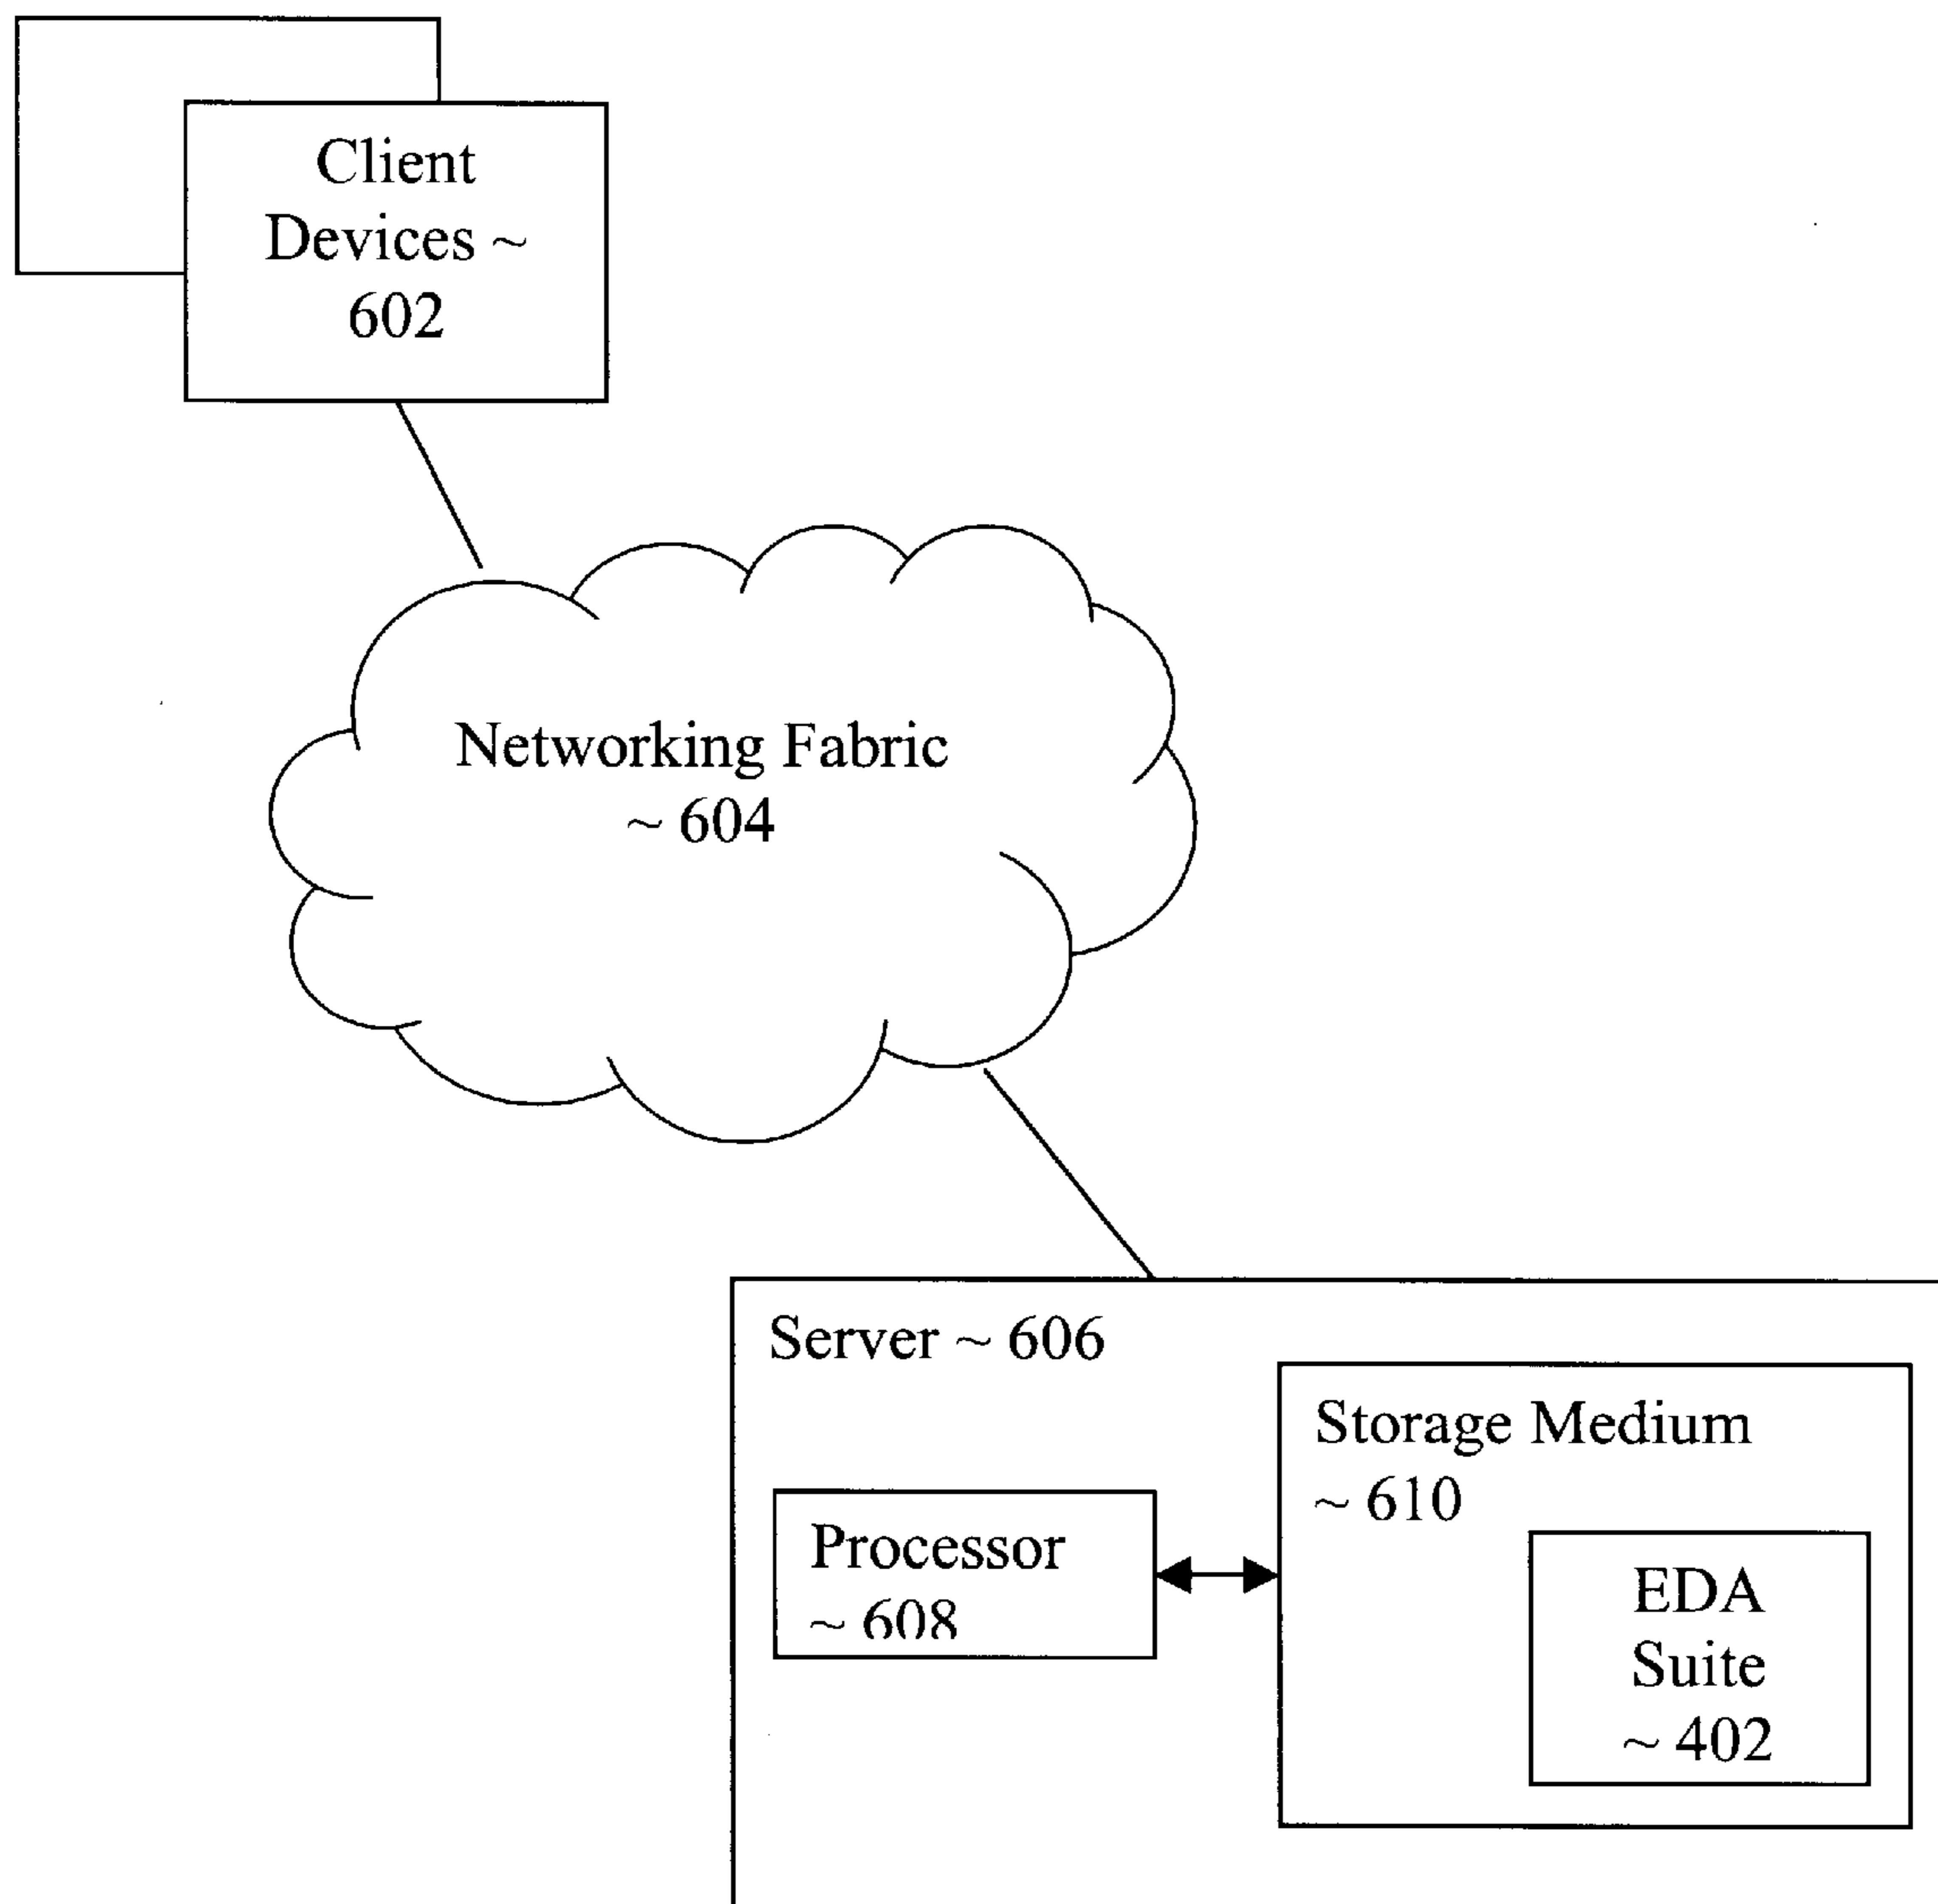 Client
Devices ~
602
Networking Fabric
~ 604
Server ~ 606
Storage Medium
~ 610
Processor
~ 608
EDA
Suite
~ 402